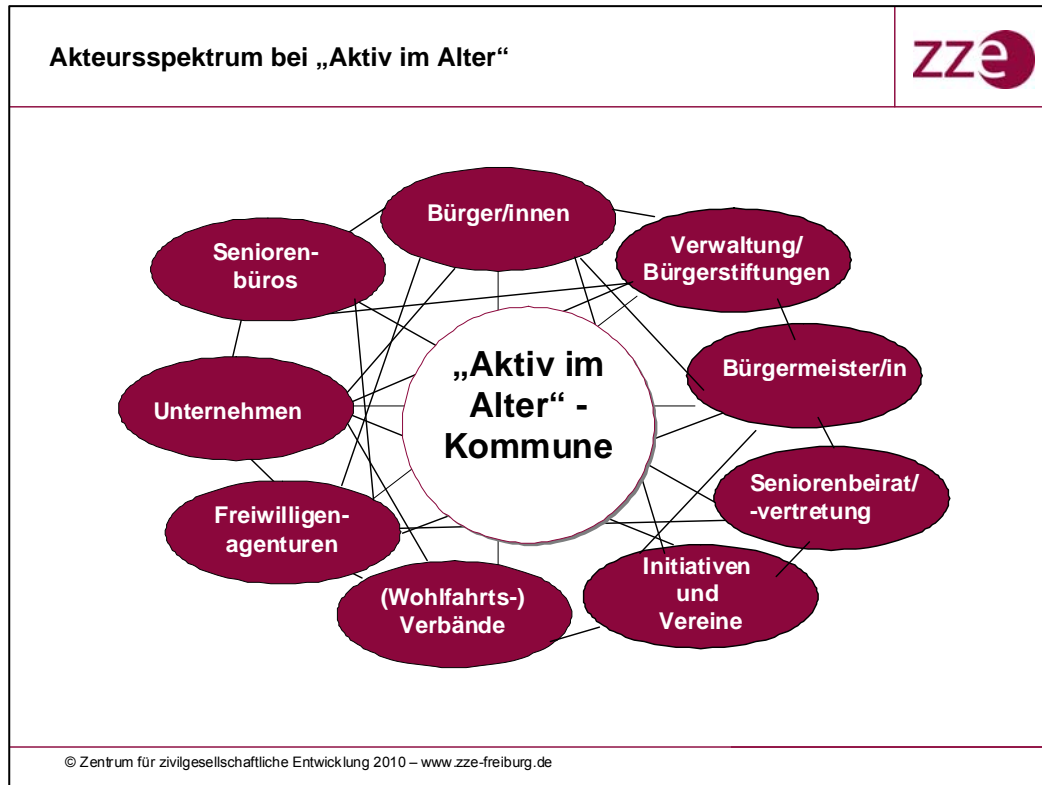 Akteursspektrum bei „Aktiv im Alter“
zze
Bürger/innen
Senioren-
büros
Verwaltung/
Bürgerstiftungen
„Aktiv im
Alter“ -
Kommune
Bürgermeister/in
Unternehmen
Seniorenbeirat/
-vertretung
Freiwilligen-
agenturen
Initiativen
und
Vereine
(Wohlfahrts-)
Verbände
© Zentrum für zivilgesellschaftliche Entwicklung 2010 – www.zze-freiburg.de